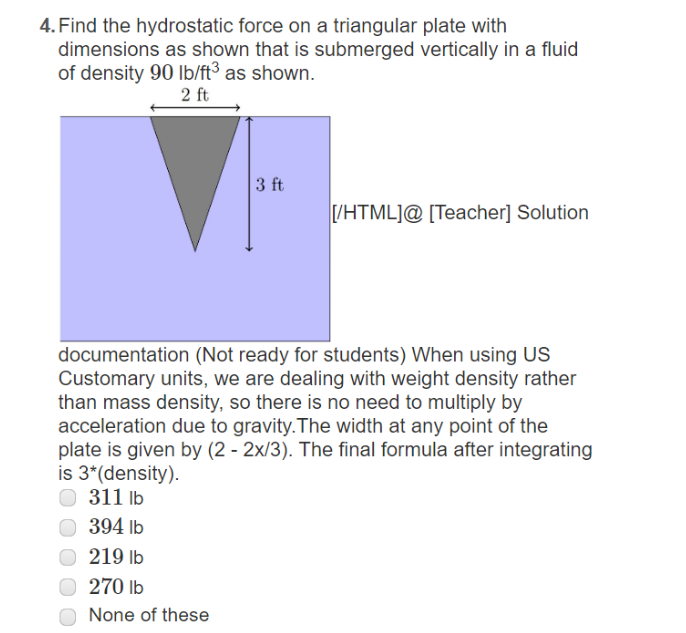 4. Find the hydrostatic force on a triangular plate with
dimensions as shown that is submerged vertically in a fluid
of density 90 lb/ft³ as shown.
2 ft
3 ft
[/HTML]@ [Teacher] Solution
documentation (Not ready for students) When using US
Customary units, we are dealing with weight density rather
than mass density, so there is no need to multiply by
acceleration due to gravity.The width at any point of the
plate is given by (2 - 2x/3). The final formula after integrating
is 3*(density).
311 lb
394 lb
219 lb
270 lb
None of these